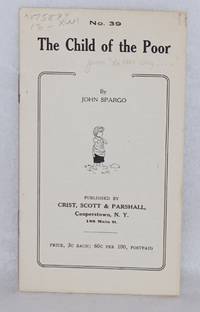 No. 39
The Child of the Poor
By
JOHN SPARGO
PUBLISHED BY
CRIST, SCOTT & PARSHALL,
Cooperstown, N. Y.
PRICE, 3c EACH; 60c PER 100, POSTPAID